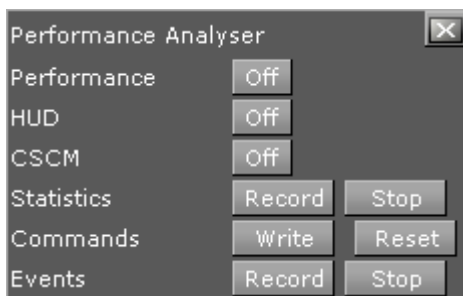 Performance Analyser
Performance Off
HUD Off
CSCM Off
Statistics Record Stop
Commands Write Reset
Events Record Stop